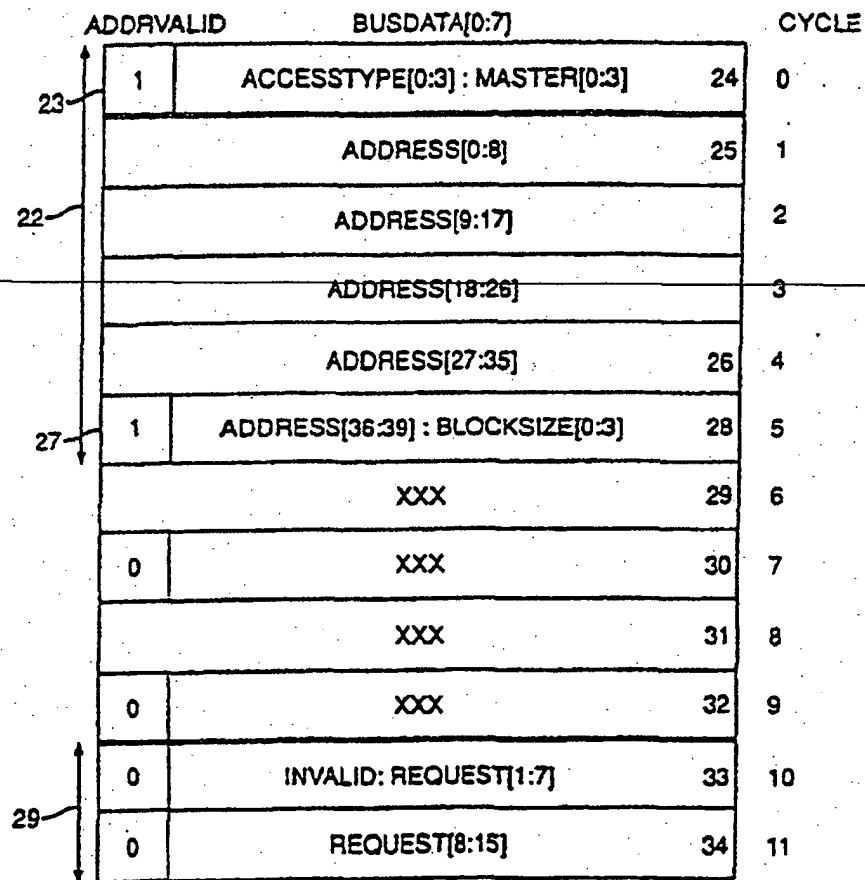 ADDRVALID BUSDATA[0:7] CYCLE
23 1 ACCESSTYPE[0:3] : MASTER[0:3] 24 0
ADDRESS[0:8] 25 1
22 ADDRESS[9:17] 2
ADDRESS[18:26] 3
ADDRESS[27:35] 26 4
27 1 ADDRESS[36:39] : BLOCKSIZE[0:3] 28 5
XXX 29 6
0 XXX 30 7
XXX 31 8
0 XXX 32 9
0 INVALID: REQUEST[1:7] 33 10
29 0 REQUEST[8:15] 34 11